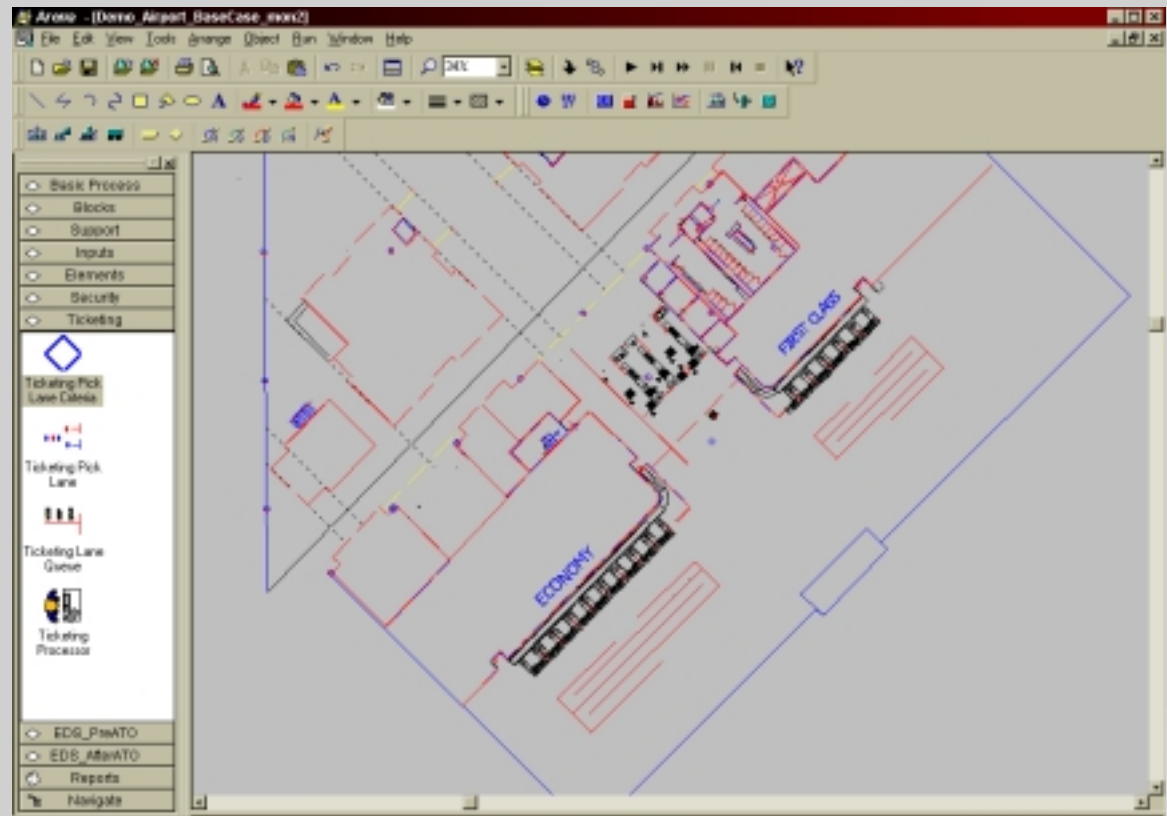 Arena - [Demo_Airport_BaseCase_mon2]
File Edit View Tools Arrange Object Run Window Help
24%
Basic Process
Blocks
Support
Inputs
Elements
Security
Ticketing
Ticketing Pick
Lane Criteria
Ticketing Pick
Lane
Ticketing Lane
Queue
Ticketing
Processor
EDS_PreATO
EDS_AfterATO
Reports
Navigate
FIRST CLASS
ECONOMY